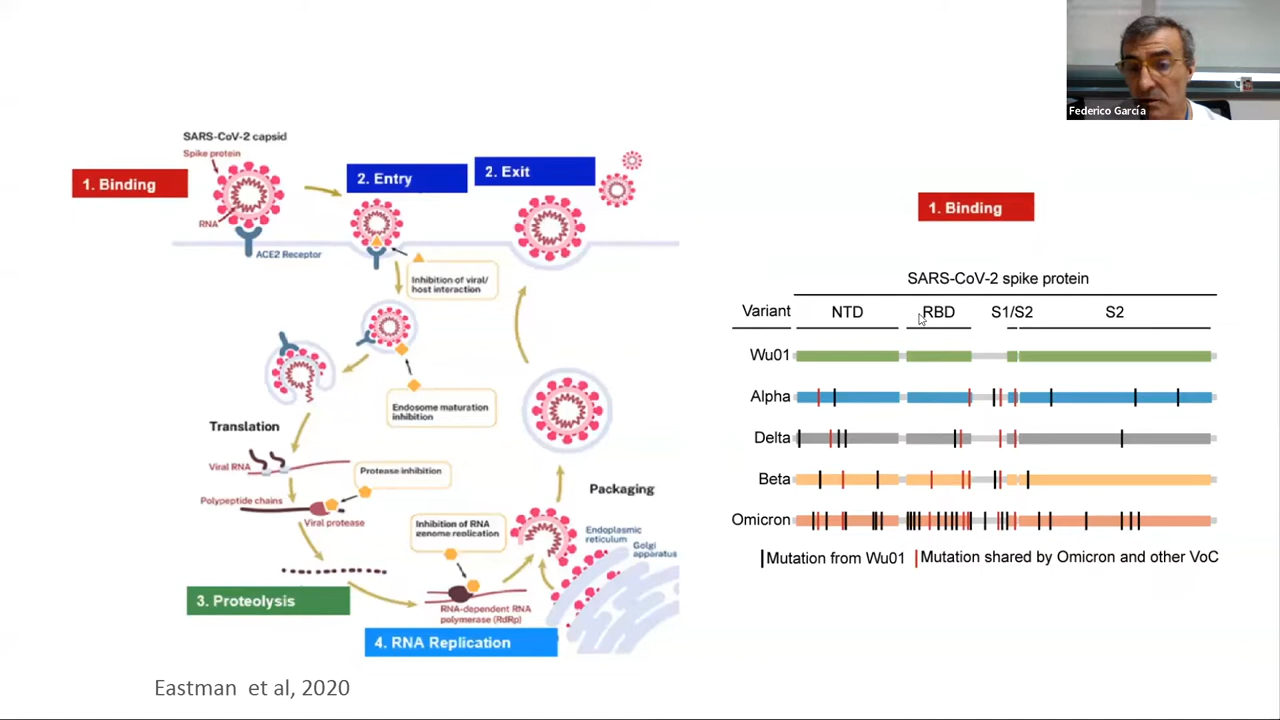 Federico García
SARS-CoV-2 capsid
Spike protein
1. Binding
RNA
ACE2 Receptor
2. Entry
2. Exit
Inhibition of viral/
host interaction
Endosome maturation
inhibition
Translation
Viral RNA
Protease inhibition
Polypeptide chains
Viral protease
Inhibition of RNA
genome replication
Packaging
Endoplasmic
reticulum
Golgi
apparatus
3. Proteolysis
RNA-dependent RNA
polymerase (RdRp)
4. RNA Replication
Eastman et al, 2020
1. Binding
SARS-CoV-2 spike protein
Variant NTD RBD S1/S2 S2
Wu01
Alpha
Delta
Beta
Omicron
Mutation from Wu01 Mutation shared by Omicron and other VoC